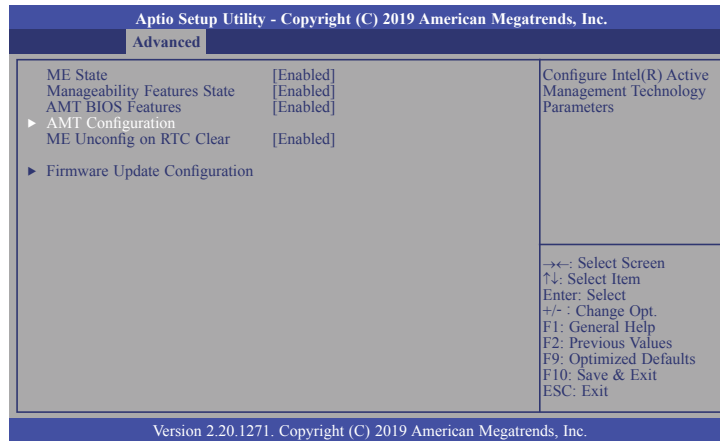 Aptio Setup Utility - Copyright (C) 2019 American Megatrends, Inc.
Advanced
ME State [Enabled]
Manageability Features State [Enabled]
AMT BIOS Features [Enabled]
► AMT Configuration
ME Unconfig on RTC Clear [Enabled]
► Firmware Update Configuration
Configure Intel(R) Active
Management Technology
Parameters
→←: Select Screen
↑↓: Select Item
Enter: Select
+/- : Change Opt.
F1: General Help
F2: Previous Values
F9: Optimized Defaults
F10: Save & Exit
ESC: Exit
Version 2.20.1271. Copyright (C) 2019 American Megatrends, Inc.